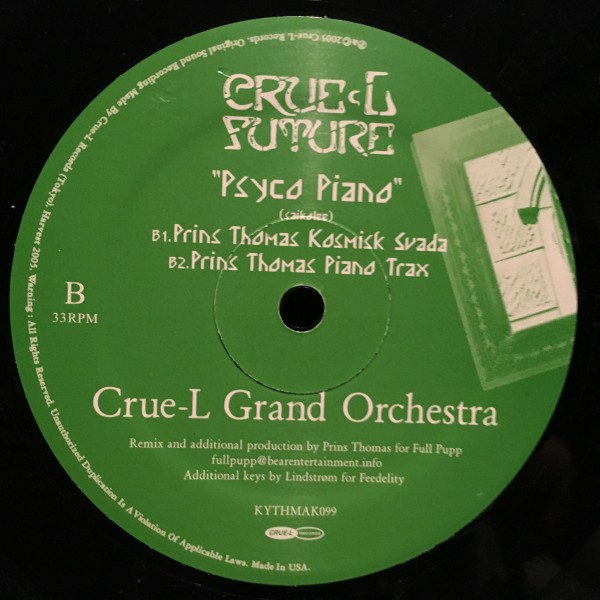 CRUE-L
FUTURE
"Psyco Piano"
(saikolee)
B1.Prins Thomas Kosmisk Svada
B2.Prins Thomas Piano Trax
B
33RPM
Crue-L Grand Orchestra
Remix and additional production by Prins Thomas for Full Pupp
fullpupp@bearentertainment.info
Additional keys by Lindstrøm for Feedelity
KYTHMAK099
CRUE-L RECORDS
℗&©2005 Crue-L Records. Original Sound Recording Made By Crue-L Records (Tokyo), Harvest 2005. Warning : All Rights Reserved. Unauthorized Duplication Is A Violation Of Applicable Laws. Made In USA.